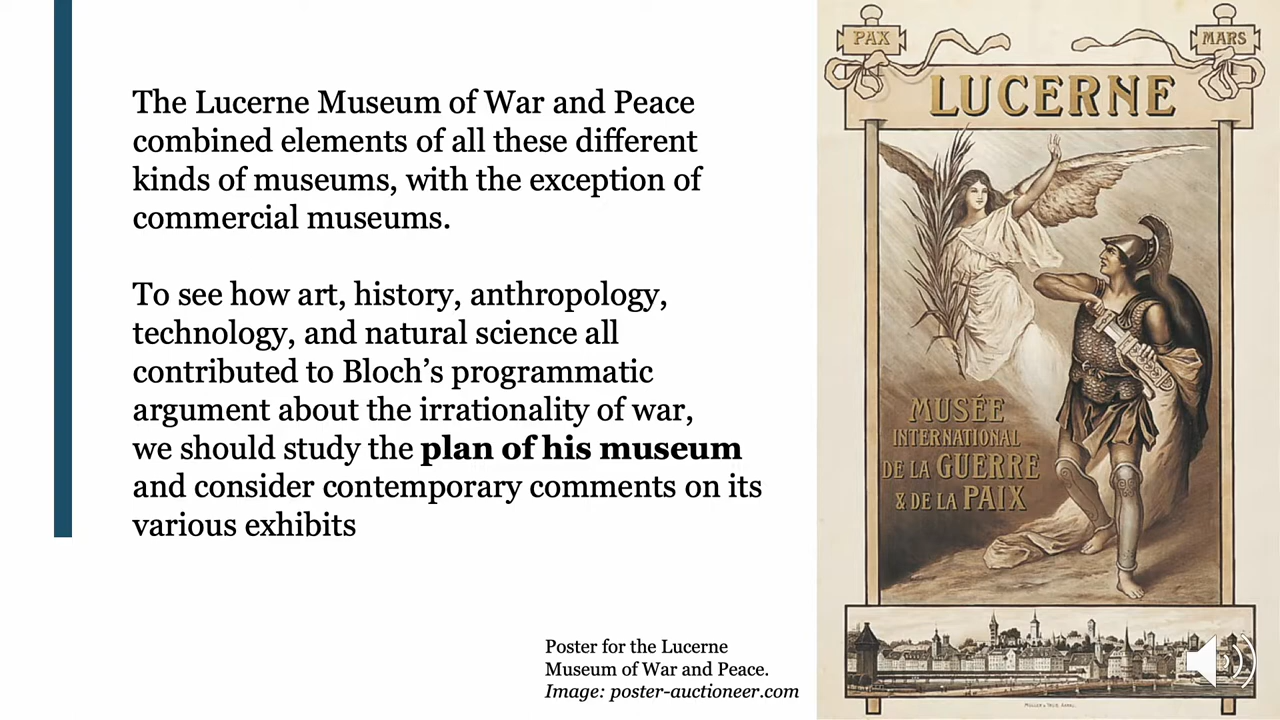 The Lucerne Museum of War and Peace
combined elements of all these different
kinds of museums, with the exception of
commercial museums.
To see how art, history, anthropology,
technology, and natural science all
contributed to Bloch’s programmatic
argument about the irrationality of war,
we should study the plan of his museum
and consider contemporary comments on its
various exhibits
Poster for the Lucerne
Museum of War and Peace.
Image: poster-auctioneer.com
PAX
MARS
LUCERNE
MUSÉE
INTERNATIONAL
DE LA GUERRE
& DE LA PAIX